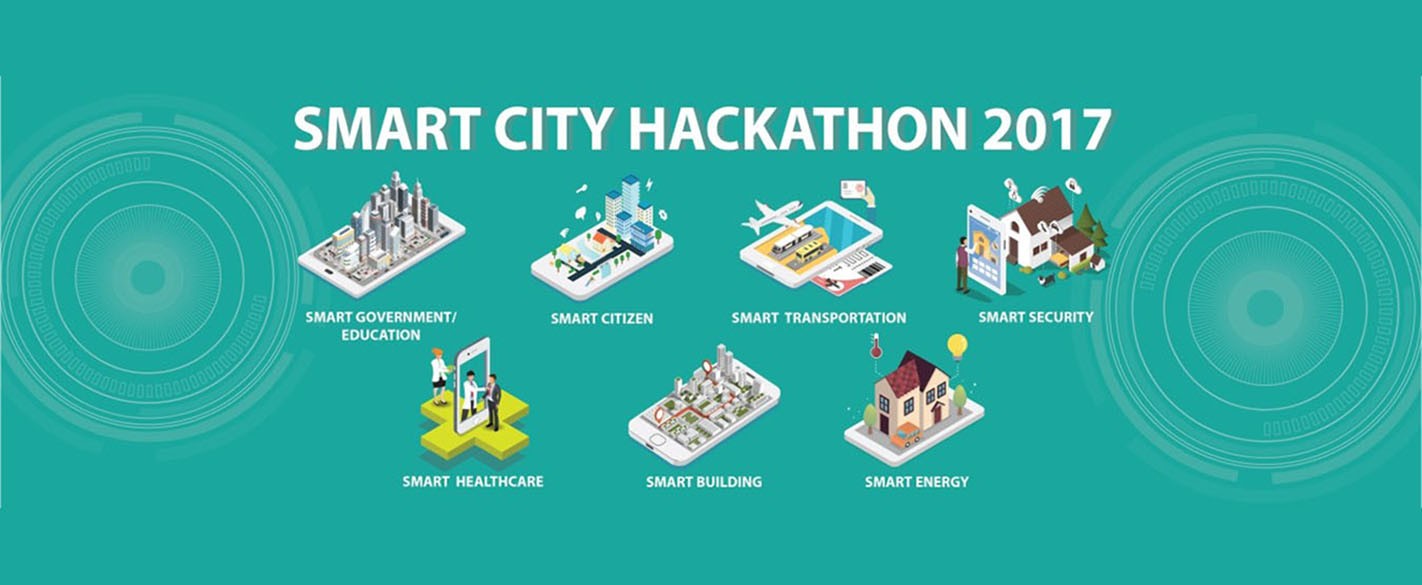 SMART CITY HACKATHON 2017
SMART GOVERNMENT/
EDUCATION
SMART CITIZEN
SMART TRANSPORTATION
SMART SECURITY
SMART HEALTHCARE
SMART BUILDING
SMART ENERGY